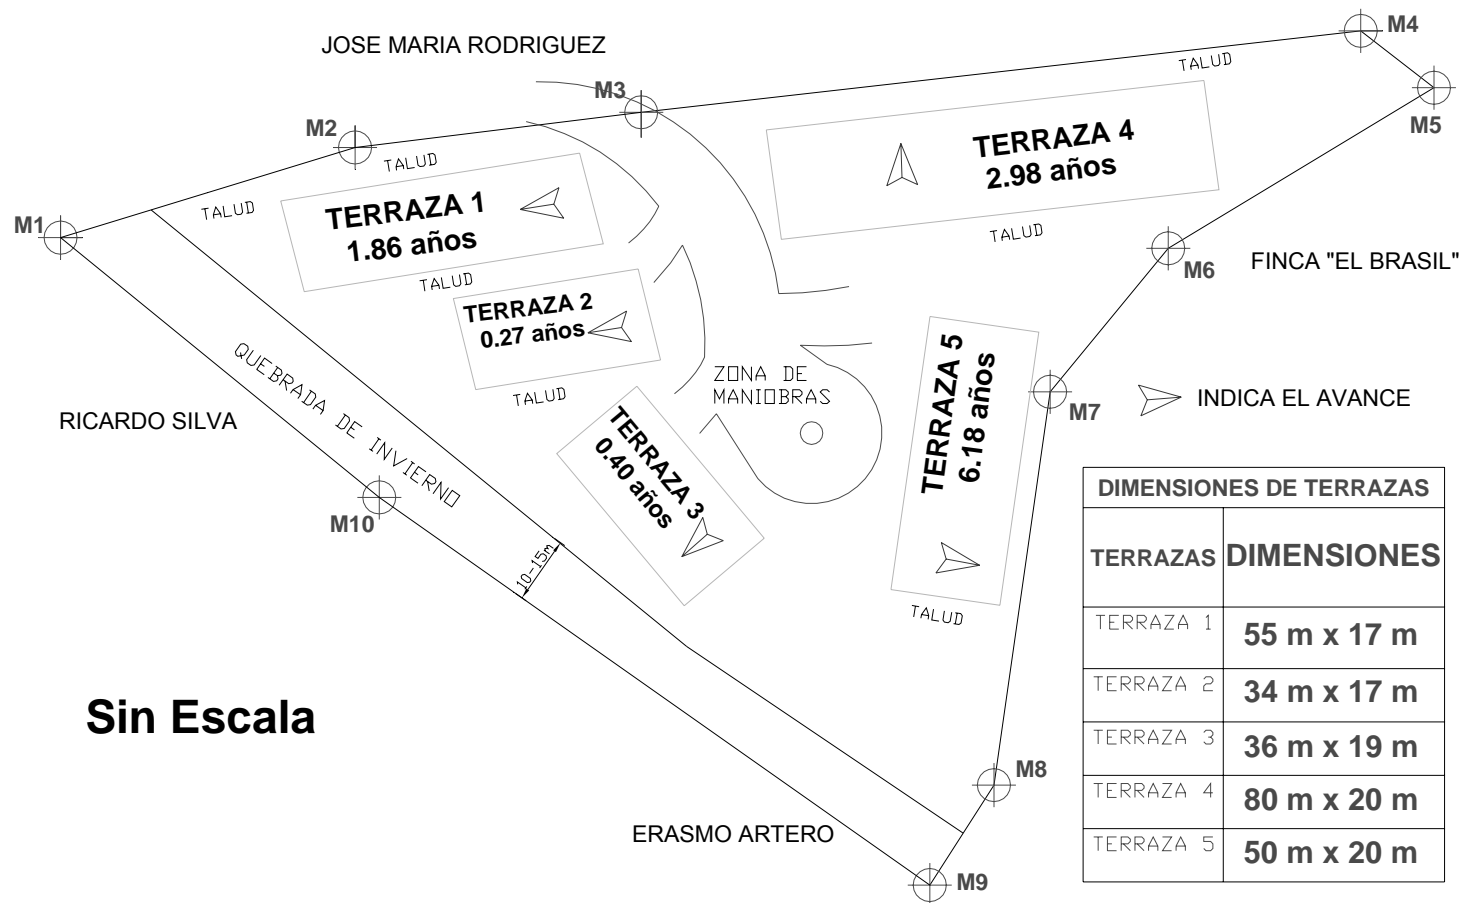 JOSE MARIA RODRIGUEZ
M4
M3
TALUD
M5
M2
TALUD
TERRAZA 4
2.98 años
TALUD
M1
TALUD
TERRAZA 1
1.86 años
TALUD
M6
FINCA "EL BRASIL"
TERRAZA 2
0.27 años
TALUD
QUEBRADA DE INVIERNO
RICARDO SILVA
ZONA DE
MANIOBRAS
TERRAZA 3
0.40 años
TERRAZA 5
6.18 años
TALUD
M7
INDICA EL AVANCE
M10
10-15m
DIMENSIONES DE TERRAZAS
TERRAZAS DIMENSIONES
TERRAZA 1 55 m x 17 m
TERRAZA 2 34 m x 17 m
TERRAZA 3 36 m x 19 m
TERRAZA 4 80 m x 20 m
TERRAZA 5 50 m x 20 m
Sin Escala
M8
ERASMO ARTERO
M9